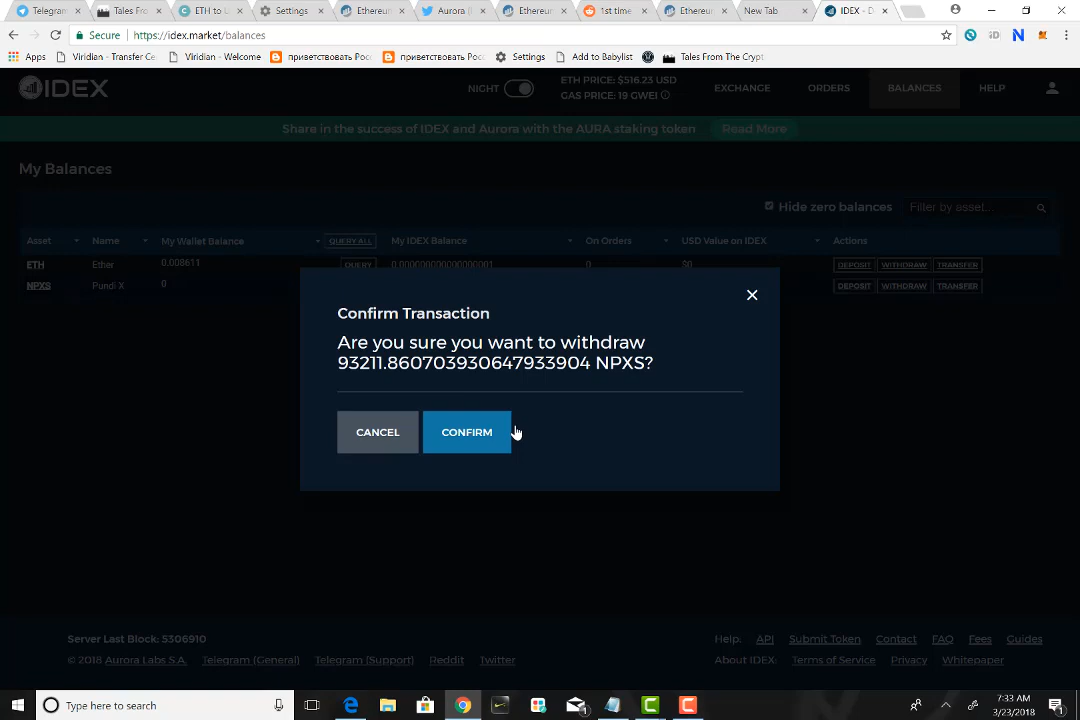 Telegram
Tales Fro
ETH to L
Settings
Ethereu
Aurora (
Ethereu
1st time
Ethereu
New Tab
IDEX - D
Secure
https://idex.market/balances
Apps
Viridian - Transfer Ce
Viridian - Welcome
приветствовать Росс
приветствовать Росс
Settings
Add to Babylist
Tales From The Crypt
IDEX
NIGHT
ETH PRICE: $516.23 USD
GAS PRICE: 19 GWEI
EXCHANGE
ORDERS
BALANCES
HELP
Share in the success of IDEX and Aurora with the AURA staking token
Read More
My Balances
Hide zero balances
Filter by asset...
Asset
Name
My Wallet Balance
QUERY ALL
My IDEX Balance
On Orders
USD Value on IDEX
Actions
ETH
Ether
0.008611
QUERY
0.000000000000000001
0
$0
DEPOSIT
WITHDRAW
TRANSFER
NPXS
Pundi X
0
DEPOSIT
WITHDRAW
TRANSFER
Confirm Transaction
Are you sure you want to withdraw
93211.860703930647933904 NPXS?
CANCEL
CONFIRM
Server Last Block: 5306910
© 2018 Aurora Labs S.A.
Telegram (General)
Telegram (Support)
Reddit
Twitter
Help:
API
Submit Token
Contact
FAQ
Fees
Guides
About IDEX:
Terms of Service
Privacy
Whitepaper
Type here to search
1
7:33 AM
3/23/2018
1